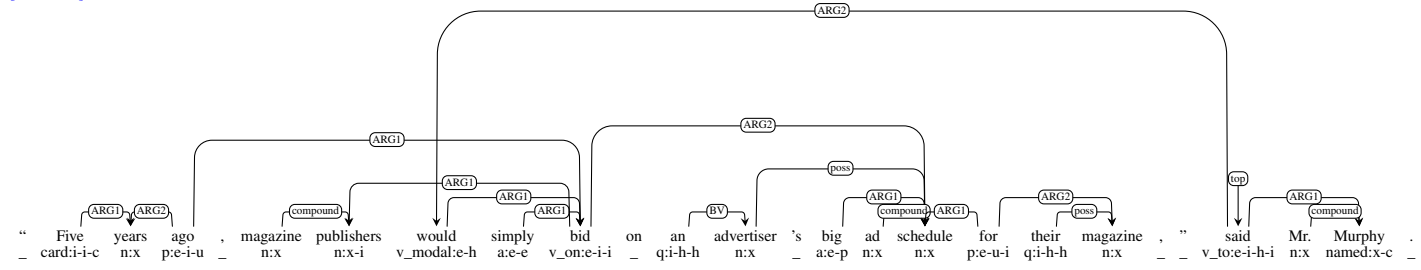 ARG2
ARG1 ARG2
poss
ARG1 top
ARG1 ARG2 compound ARG1 ARG1 BV ARG1 compound ARG1 ARG2 poss ARG1 compound
“ Five years ago , magazine publishers would simply bid on an advertiser 's big ad schedule for their magazine , ” said Mr. Murphy .
_ card:i-i-c n:x p:e-i-u _ n:x n:x-i v_modal:e-h a:e-e v_on:e-i-i _ q:i-h-h n:x _ a:e-p n:x n:x p:e-u-i q:i-h-h n:x _ _ v_to:e-i-h-i n:x named:x-c _